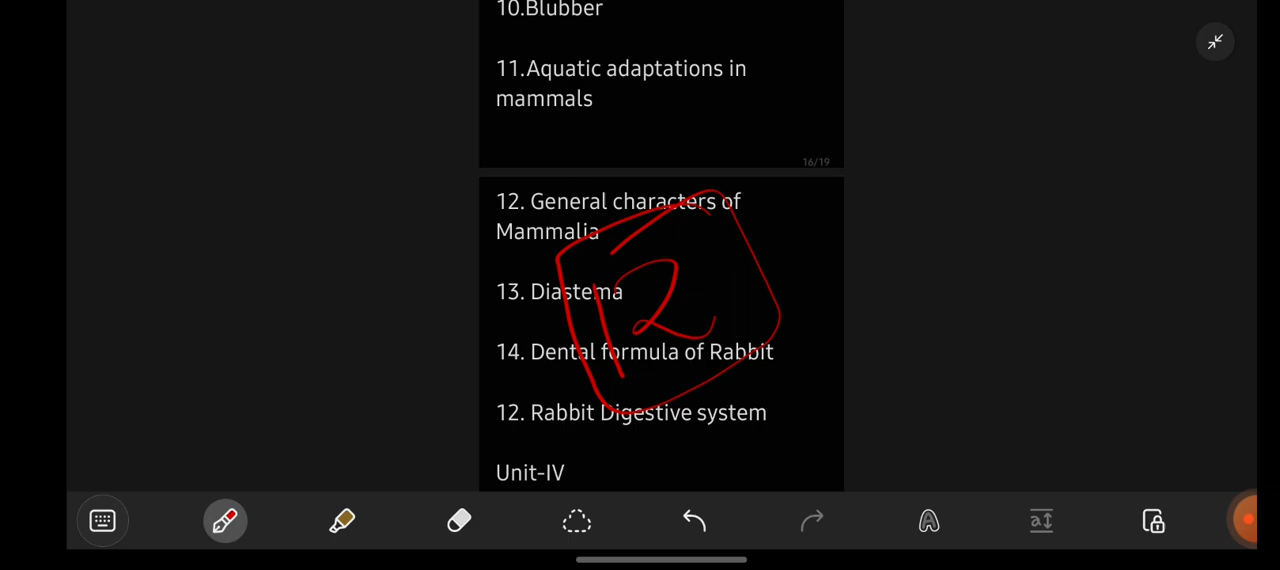 10.Blubber
11.Aquatic adaptations in
mammals
16/19
12. General characters of
Mammalia
13. Diastema
12
14. Dental formula of Rabbit
12. Rabbit Digestive system
Unit-IV